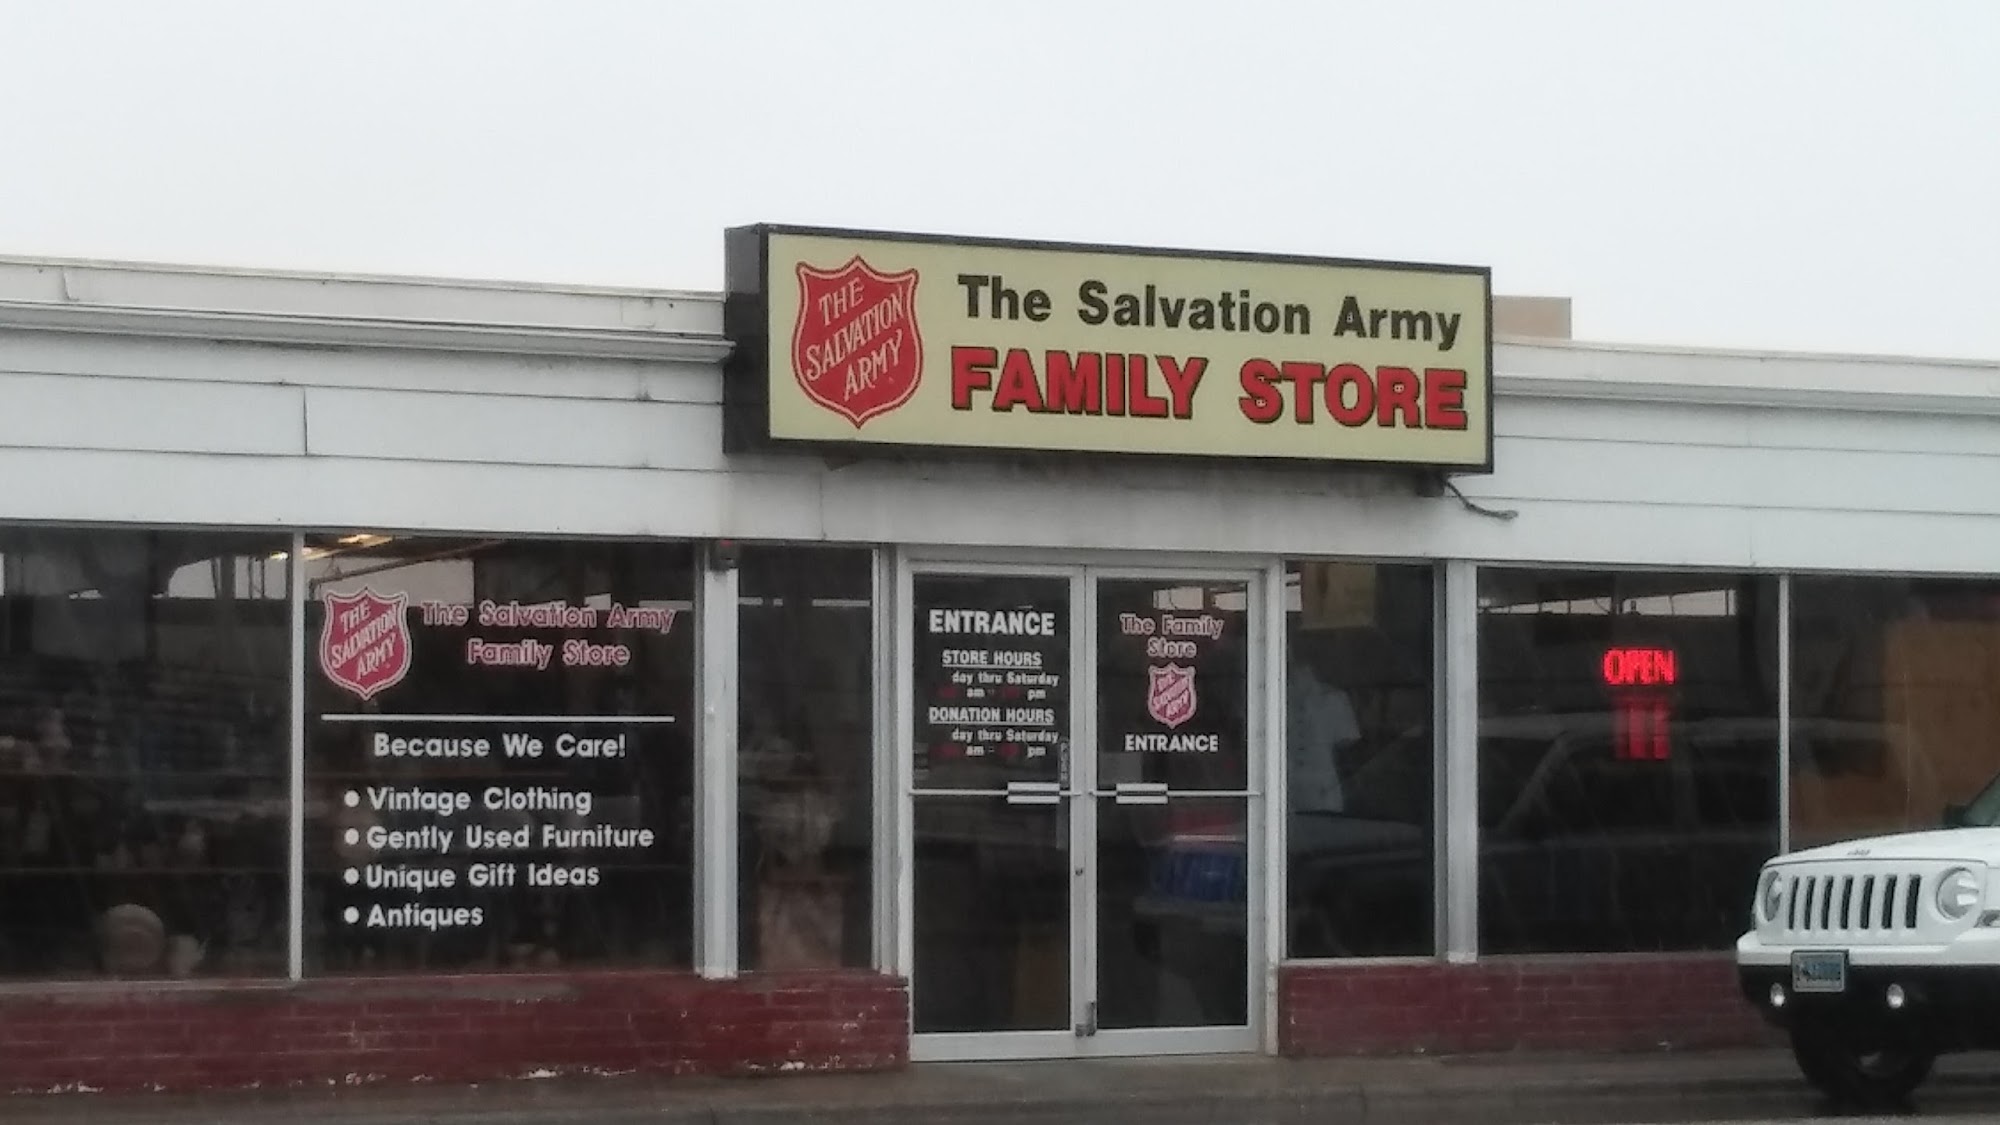 THE
SALVATION
ARMY
The Salvation Army
FAMILY STORE
THE
SALVATION
ARMY
The Salvation Army
Family Store
Because We Care!
• Vintage Clothing
• Gently Used Furniture
• Unique Gift Ideas
• Antiques
ENTRANCE
STORE HOURS
day thru Saturday
am - pm
DONATION HOURS
day thru Saturday
am - pm
The Family
Store
THE
SALVATION
ARMY
ENTRANCE
OPEN